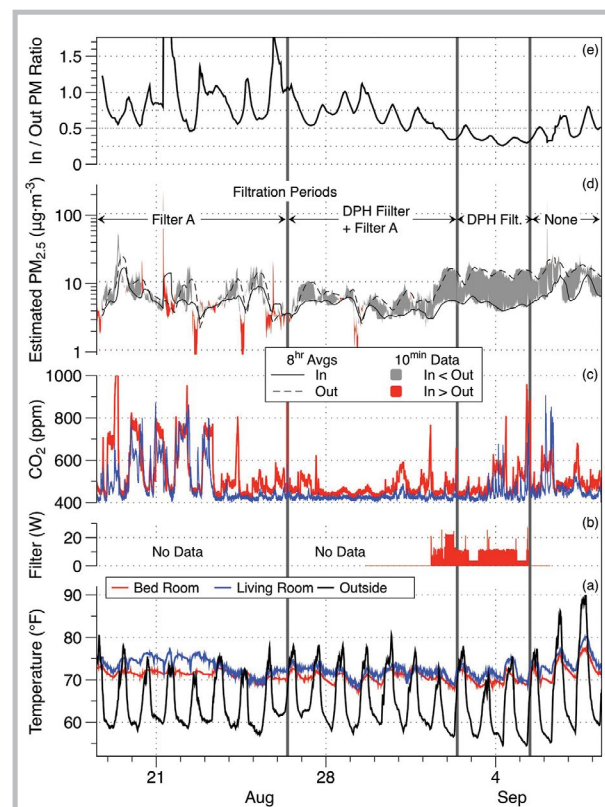 In / Out PM Ratio
1.5
1.0
0.5
0
(e)
Estimated PM2.5 (µg·m-3)
100
10
1
(d)
Filtration Periods
Filter A
DPH Fiilter
+ Filter A
DPH Filt.
None
8hr Avgs
In
Out
10min Data
In < Out
In > Out
CO2 (ppm)
1000
800
600
400
(c)
Filter (W)
20
0
(b)
No Data
No Data
Temperature (°F)
90
80
70
60
(a)
Bed Room
Living Room
Outside
21
28
4
Aug
Sep